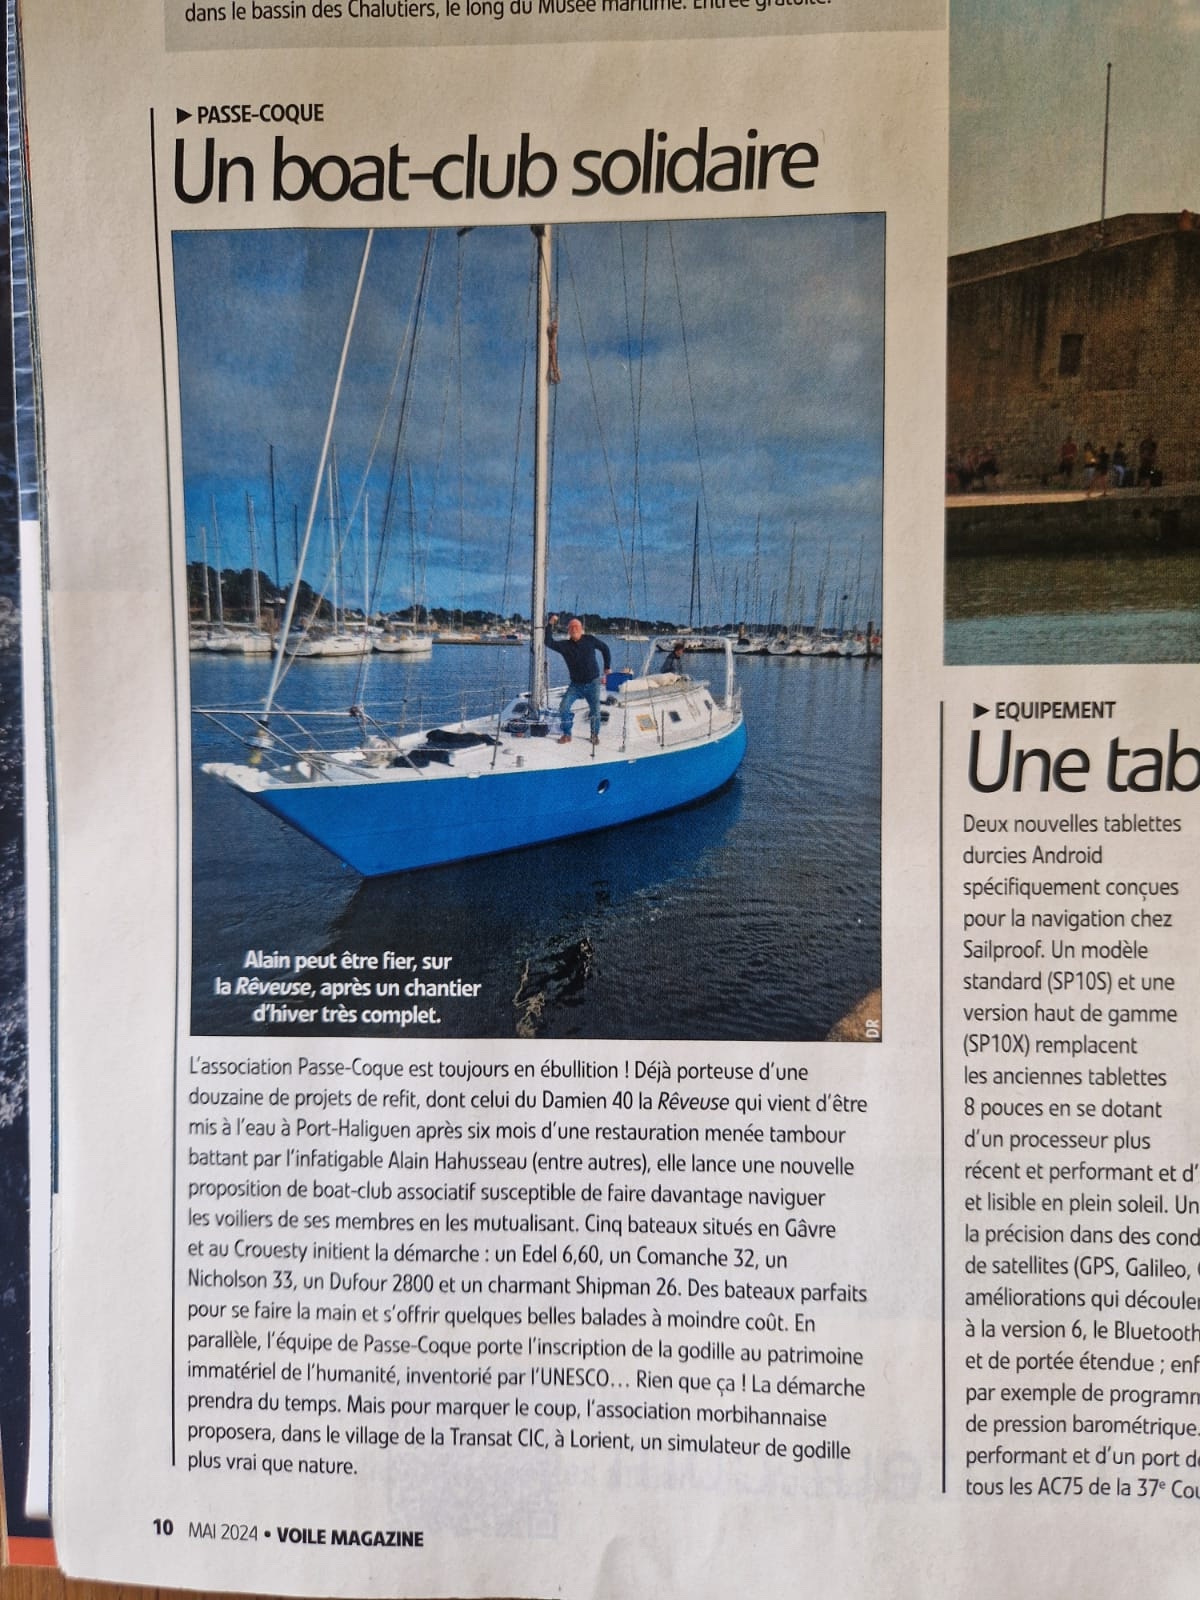 dans le bassin des Chalutiers, le long du Musée maritime. Entrée gratuite.
▶ PASSE-COQUE
Un boat-club solidaire
Alain peut être fier, sur
la Rêveuse, après un chantier
d'hiver très complet.
DR
L'association Passe-Coque est toujours en ébullition ! Déjà porteuse d'une
douzaine de projets de refit, dont celui du Damien 40 la Rêveuse qui vient d'être
mis à l'eau à Port-Haliguen après six mois d'une restauration menée tambour
battant par l'infatigable Alain Hahusseau (entre autres), elle lance une nouvelle
proposition de boat-club associatif susceptible de faire davantage naviguer
les voiliers de ses membres en les mutualisant. Cinq bateaux situés en Gâvre
et au Crouesty initient la démarche : un Edel 6,60, un Comanche 32, un
Nicholson 33, un Dufour 2800 et un charmant Shipman 26. Des bateaux parfaits
pour se faire la main et s'offrir quelques belles balades à moindre coût. En
parallèle, l'équipe de Passe-Coque porte l'inscription de la godille au patrimoine
immatériel de l'humanité, inventorié par l'UNESCO... Rien que ça ! La démarche
prendra du temps. Mais pour marquer le coup, l'association morbihannaise
proposera, dans le village de la Transat CIC, à Lorient, un simulateur de godille
plus vrai que nature.
▶ EQUIPEMENT
Une tab
Deux nouvelles tablettes
durcies Android
spécifiquement conçues
pour la navigation chez
Sailproof. Un modèle
standard (SP10S) et une
version haut de gamme
(SP10X) remplacent
les anciennes tablettes
8 pouces en se dotant
d'un processeur plus
récent et performant et d'
et lisible en plein soleil. Un
la précision dans des cond
de satellites (GPS, Galileo,
améliorations qui découler
à la version 6, le Bluetooth
et de portée étendue ; enf
par exemple de programm
de pression barométrique.
performant et d'un port de
tous les AC75 de la 37e Cou
10 MAI 2024 • VOILE MAGAZINE